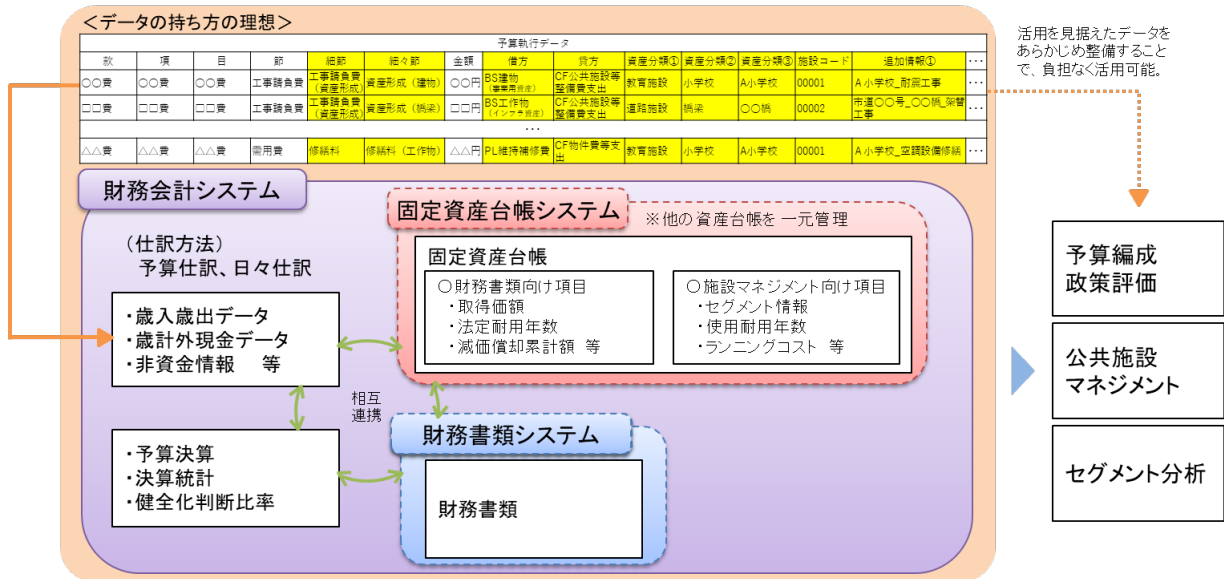 <データの持ち方の理想>
予算執行データ
款 項 目 節 細節 細々節 金額 借方 貸方 資産分類① 資産分類② 資産分類③ 施設コード 追加情報① ・・・
〇〇費 〇〇費 〇〇費 工事請負費 工事請負費(資産形成) 資産形成(建物) 〇〇円 BS建物(事業用資産) CF公共施設等整備費支出 教育施設 小学校 A小学校 00001 A小学校_耐震工事 ・・・
□□費 □□費 □□費 工事請負費 工事請負費(資産形成) 資産形成(橋梁) □□円 BS工作物(インフラ資産) CF公共施設等整備費支出 道路施設 橋梁 〇〇橋 00002 市道〇〇号_〇〇橋_架替工事 ・・・
・・・
△△費 △△費 △△費 需用費 修繕料 修繕料(工作物) △△円 PL維持補修費 CF物件費等支出 教育施設 小学校 A小学校 00001 A小学校_空調設備修繕 ・・・
活用を見据えたデータを
あらかじめ整備すること
で、負担なく活用可能。
財務会計システム
(仕訳方法)
予算仕訳、日々仕訳
・歳入歳出データ
・歳計外現金データ
・非資金情報 等
相互
連携
・予算決算
・決算統計
・健全化判断比率
固定資産台帳システム
※他の資産台帳を一元管理
固定資産台帳
〇財務書類向け項目
・取得価額
・法定耐用年数
・減価償却累計額 等
〇施設マネジメント向け項目
・セグメント情報
・使用耐用年数
・ランニングコスト 等
財務書類システム
財務書類
予算編成
政策評価
公共施設
マネジメント
セグメント分析